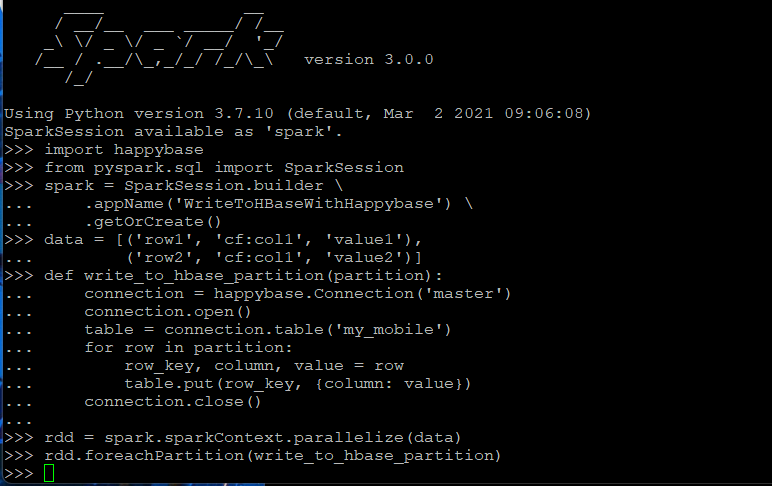 ____              __
     / __/__  ___ _____/ /__
    _\ \/ _ \/ _ `/ __/  '_/
   /__ / .__/\_,_/_/ /_/\_\   version 3.0.0
      /_/
Using Python version 3.7.10 (default, Mar  2 2021 09:06:08)
SparkSession available as 'spark'.
>>> import happybase
>>> from pyspark.sql import SparkSession
>>> spark = SparkSession.builder \
...     .appName('WriteToHBaseWithHappybase') \
...     .getOrCreate()
>>> data = [('row1', 'cf:col1', 'value1'),
...         ('row2', 'cf:col1', 'value2')]
>>> def write_to_hbase_partition(partition):
...     connection = happybase.Connection('master')
...     connection.open()
...     table = connection.table('my_mobile')
...     for row in partition:
...         row_key, column, value = row
...         table.put(row_key, {column: value})
...     connection.close()
...
>>> rdd = spark.sparkContext.parallelize(data)
>>> rdd.foreachPartition(write_to_hbase_partition)
>>>